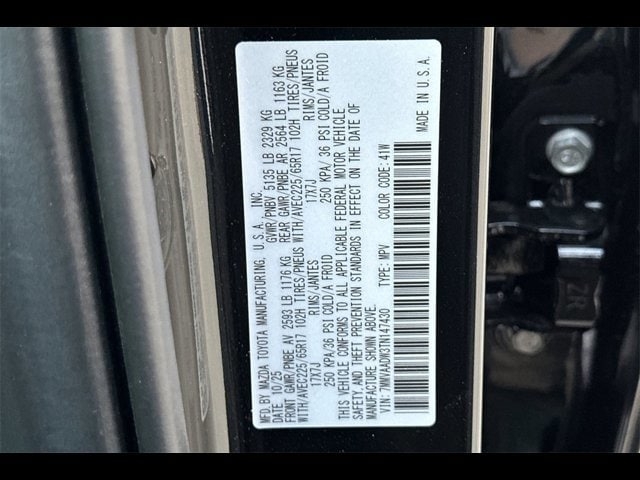 MFD. BY MAZDA TOYOTA MANUFACTURING, U.S.A. INC.
DATE: 10/25 GVWR/PNBV 5135 LB 2329 KG
FRONT GAWR/PNBE AV 2593 LB 1176 KG REAR GAWR/PNBE AR 2564 LB 1163 KG
WITH/AVEC225/65R17 102H TIRES/PNEUS WITH/AVEC225/65R17 102H TIRES/PNEUS
17X7J RIMS/JANTES 17X7J RIMS/JANTES
250 KPA/36 PSI COLD/A FROID 250 KPA/ 36 PSI COLD/A FROID
THIS VEHICLE CONFORMS TO ALL APPLICABLE FEDERAL MOTOR VEHICLE
SAFETY, AND THEFT PREVENTION STANDARDS IN EFFECT ON THE DATE OF
MANUFACTURE SHOWN ABOVE.
VIN: 7MMVAADW3TN147430 TYPE: MPV COLOR CODE: 41W MADE IN U.S.A.
ZR